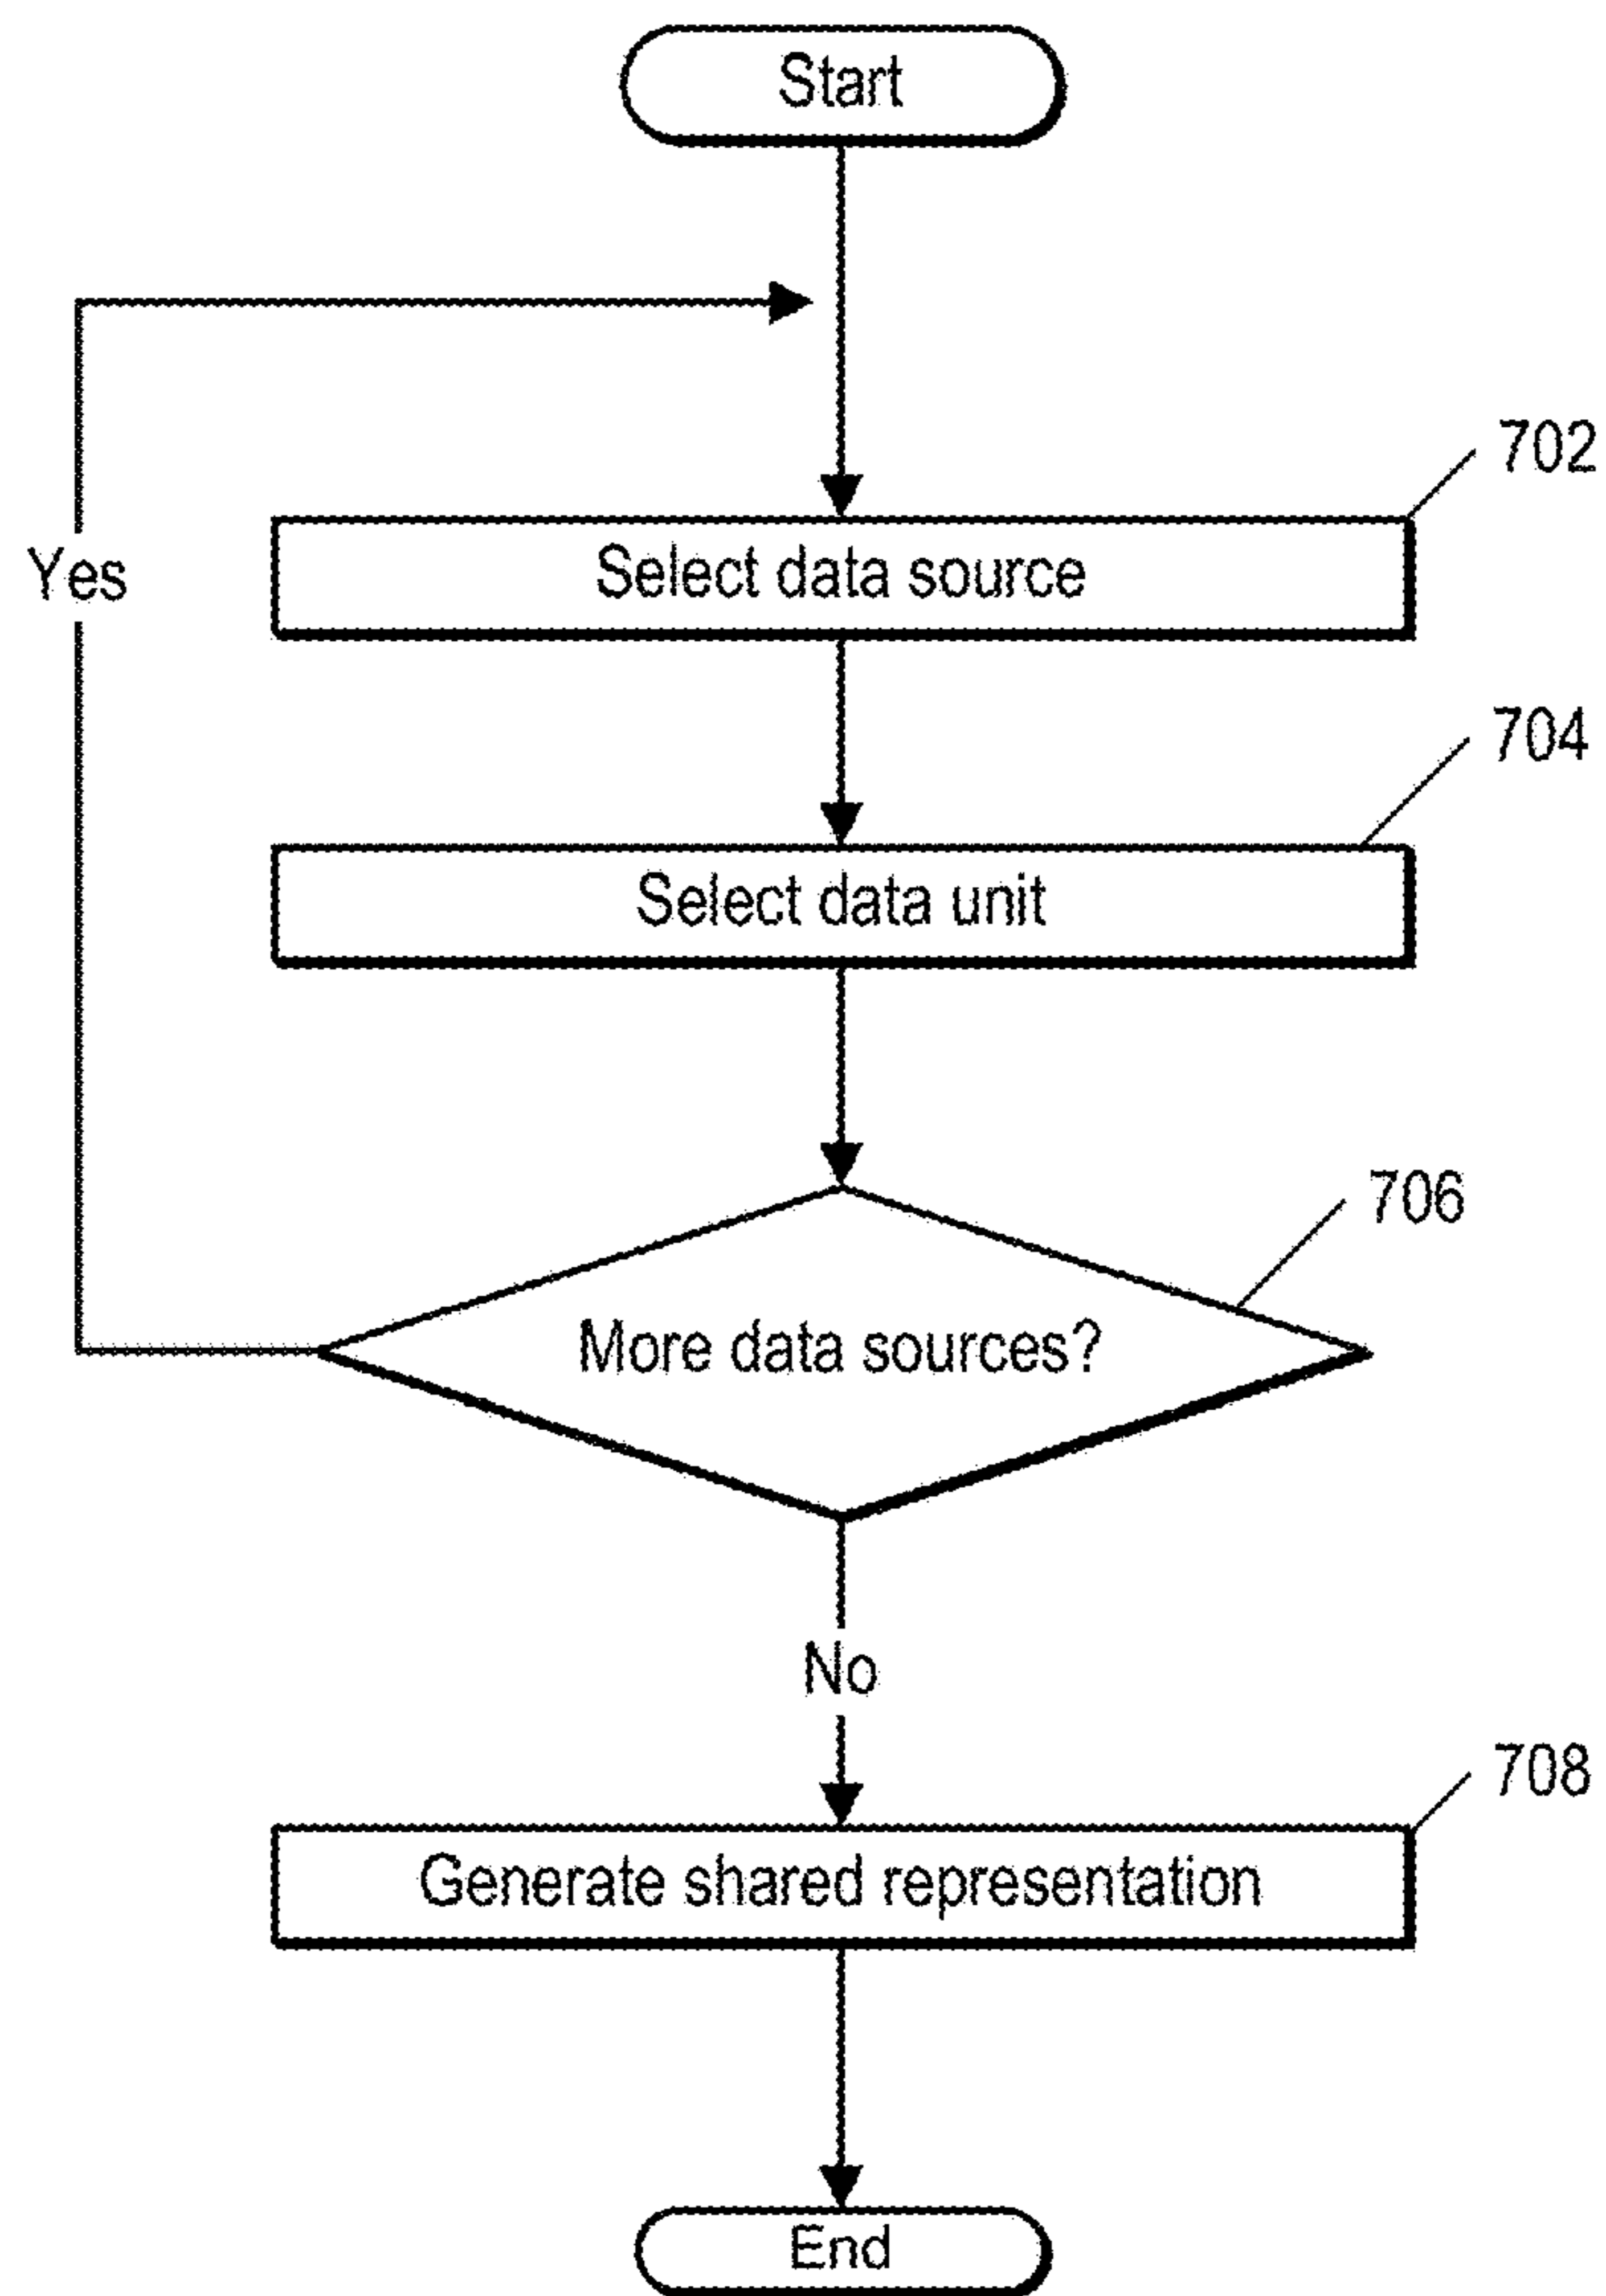 Start
702
Select data source
Yes
704
Select data unit
706
More data sources?
No
708
Generate shared representation
End